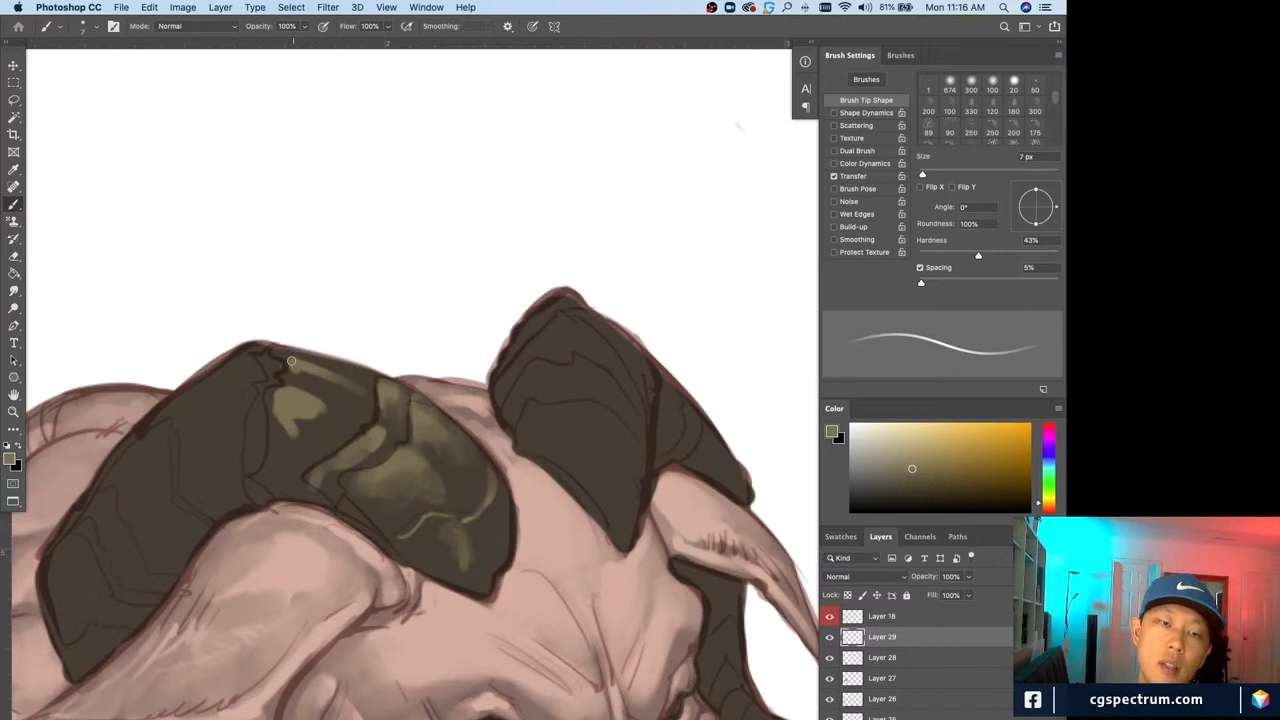 Photoshop CC File Edit Image Layer Type Select Filter 3D View Window Help
81% Mon 11:16 AM
7 Mode: Normal Opacity: 100% Flow: 100% Smoothing:
2 3
5
A|
Brush Settings Brushes
Brushes
Brush Tip Shape
Shape Dynamics
Scattering
Texture
Dual Brush
Color Dynamics
Transfer
Brush Pose
Noise
Wet Edges
Build-up
Smoothing
Protect Texture
1 674 300 100 20 50
200 100 330 120 180 300
89 90 250 250 200 175
Size 7 px
Flip X Flip Y
Angle: 0°
Roundness: 100%
Hardness 43%
Spacing 5%
Color
Swatches Layers Channels Paths
Kind
Normal Opacity: 100%
Lock: Fill: 100%
Layer 18
Layer 29
Layer 28
Layer 27
Layer 26
cgspectrum.com